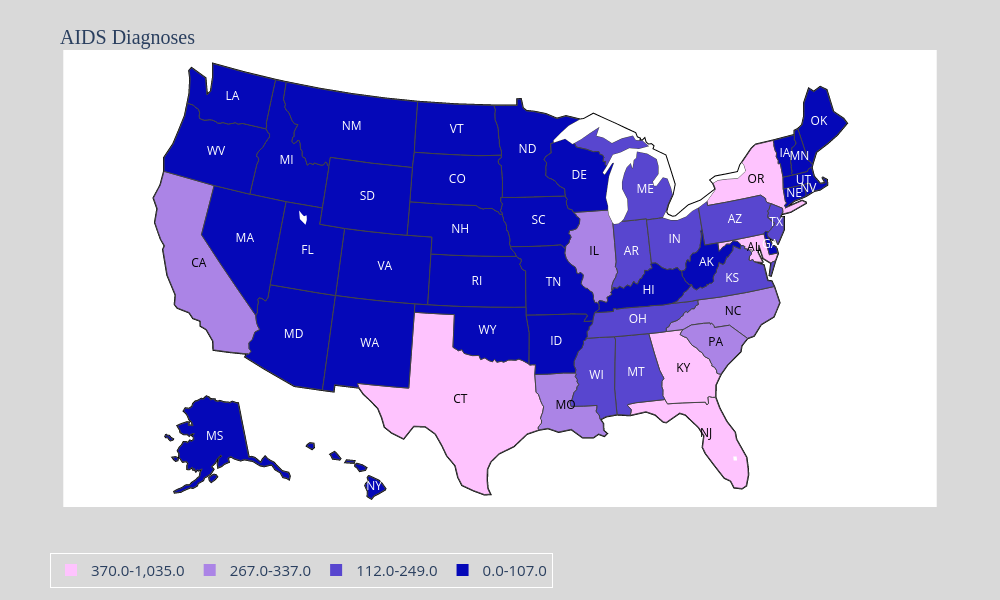 AIDS Diagnoses
LA
OK
NM
VT
ND
WV
MI
IA
MN
DE
OR
CO
UT
SD
ME
NV
NE
SC
AZ
TX
NH
MA
IN
FL
CA
IL
AR
AL
AK
VA
KS
RI
TN
HI
NC
OH
WY
MD
WA
ID
PA
KY
WI
MT
CT
MO
NJ
MS
NY
370.0-1,035.0 267.0-337.0 112.0-249.0 0.0-107.0